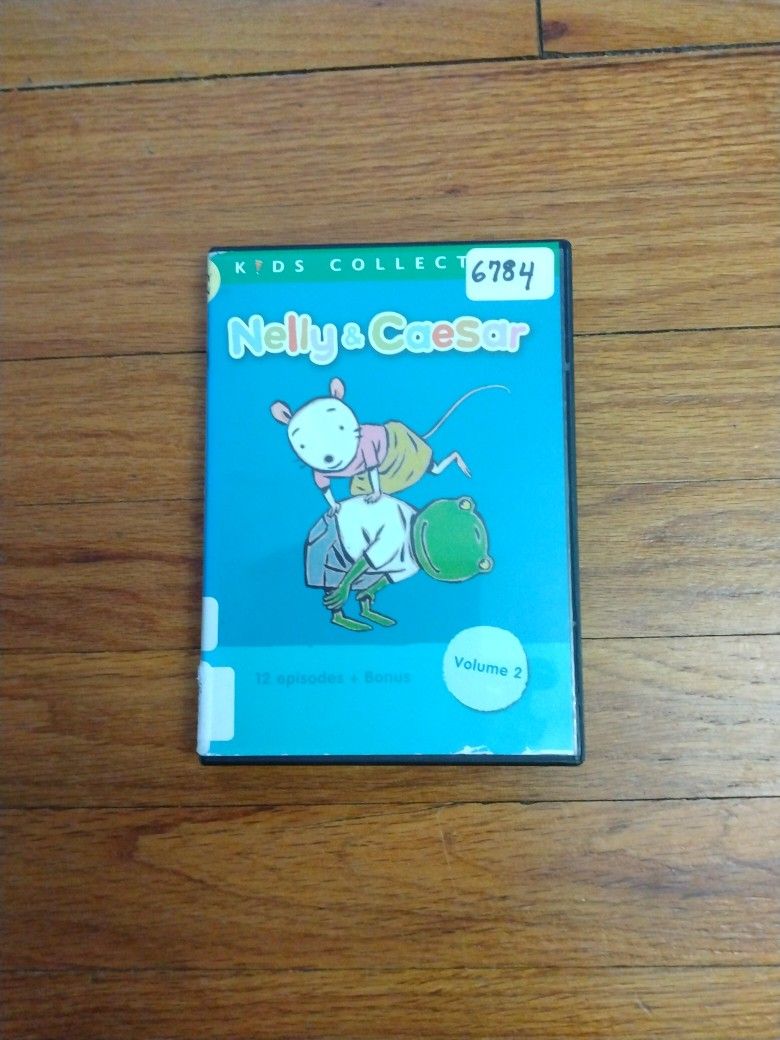 KIDS COLLECT
6784
Nelly & Caesar
12 episodes + Bonus
Volume 2